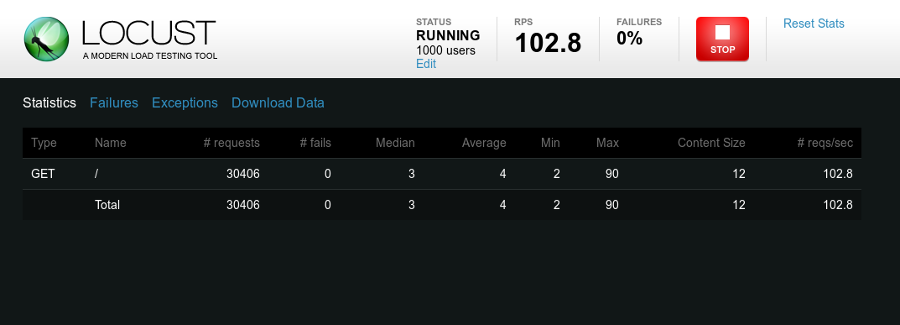 LOCUST
A MODERN LOAD TESTING TOOL
STATUS
RUNNING
1000 users
Edit
RPS
102.8
FAILURES
0%
STOP
Reset Stats
Statistics Failures Exceptions Download Data
Type Name # requests # fails Median Average Min Max Content Size # reqs/sec
GET / 30406 0 3 4 2 90 12 102.8
Total 30406 0 3 4 2 90 12 102.8